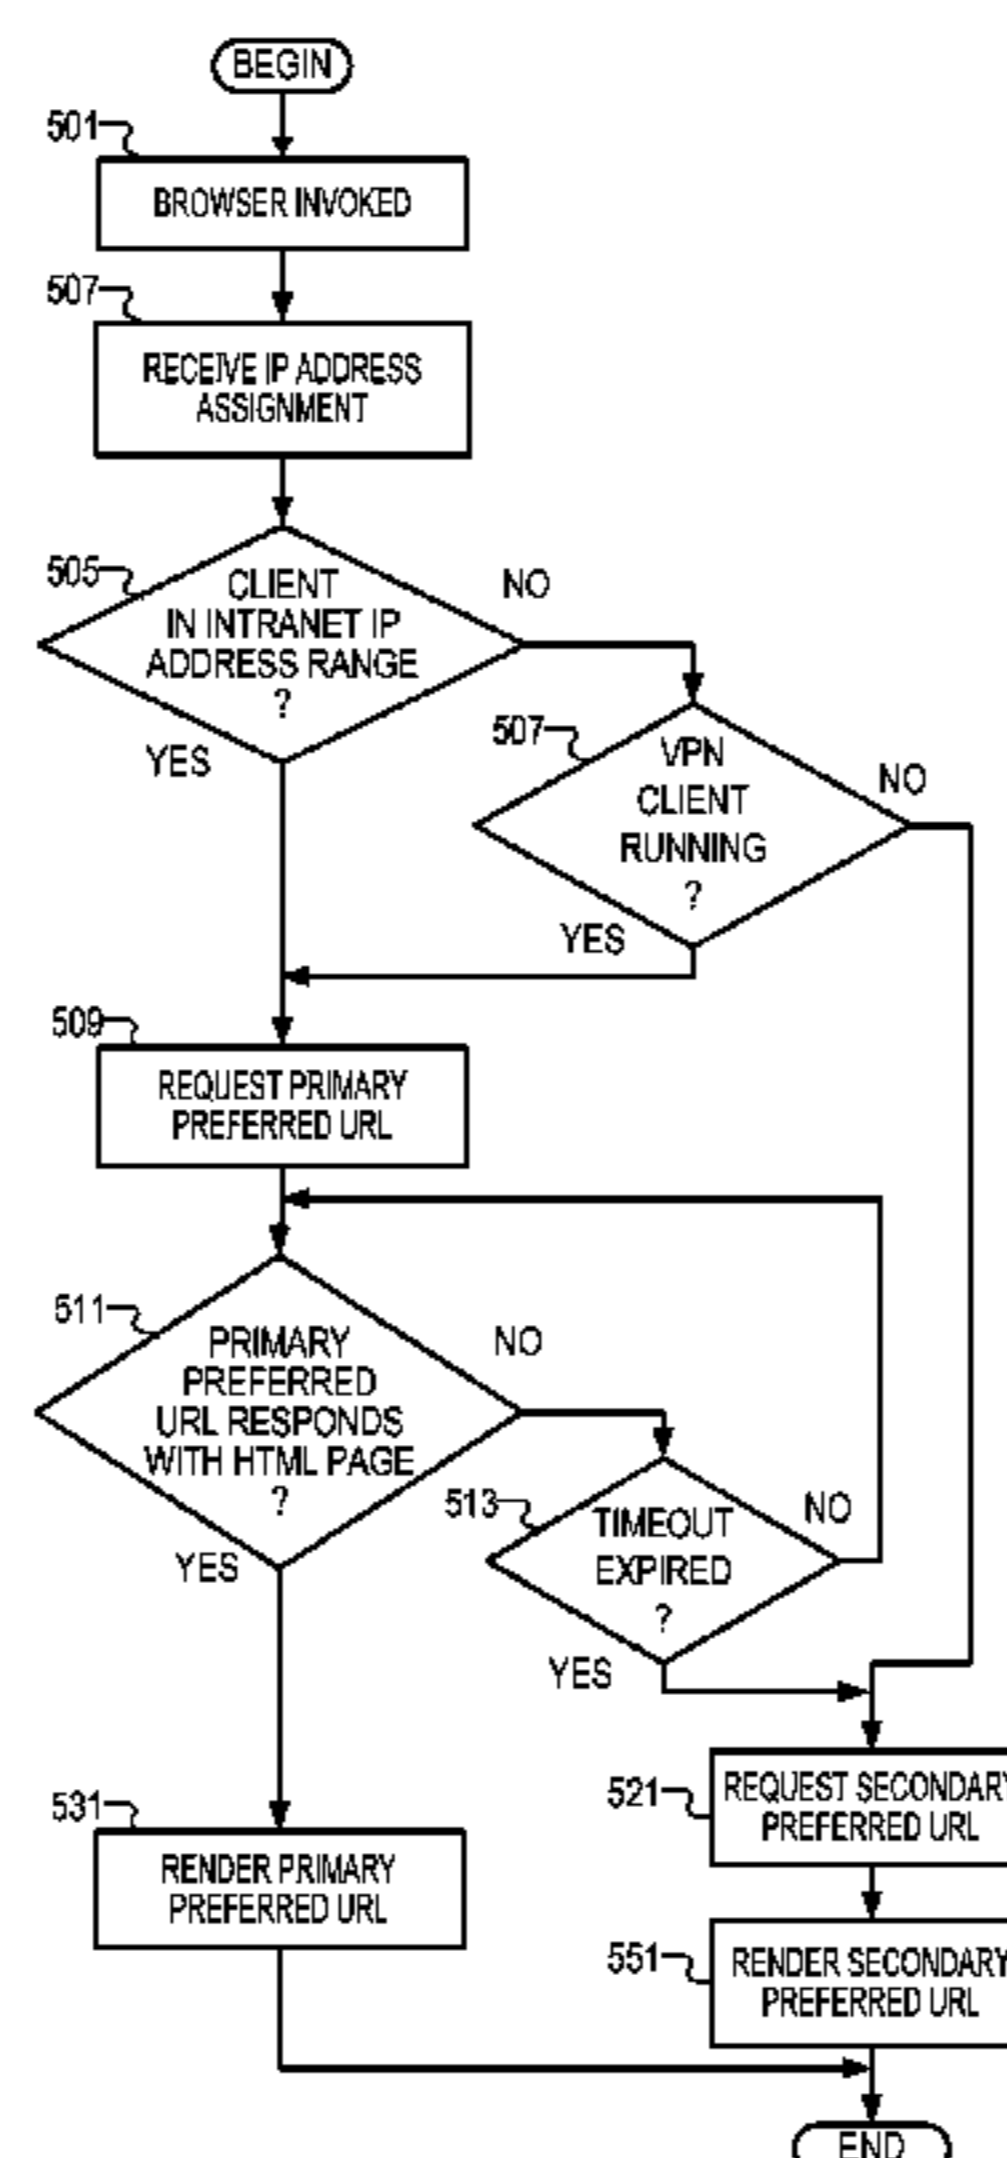 BEGIN
501
BROWSER INVOKED
507
RECEIVE IP ADDRESS
ASSIGNMENT
505
CLIENT
IN INTRANET IP
ADDRESS RANGE
?
NO
YES
507
VPN
CLIENT
RUNNING
?
NO
YES
509
REQUEST PRIMARY
PREFERRED URL
511
PRIMARY
PREFERRED
URL RESPONDS
WITH HTML PAGE
?
NO
YES
513
TIMEOUT
EXPIRED
?
NO
YES
521
REQUEST SECONDARY
PREFERRED URL
531
RENDER PRIMARY
PREFERRED URL
551
RENDER SECONDARY
PREFERRED URL
END